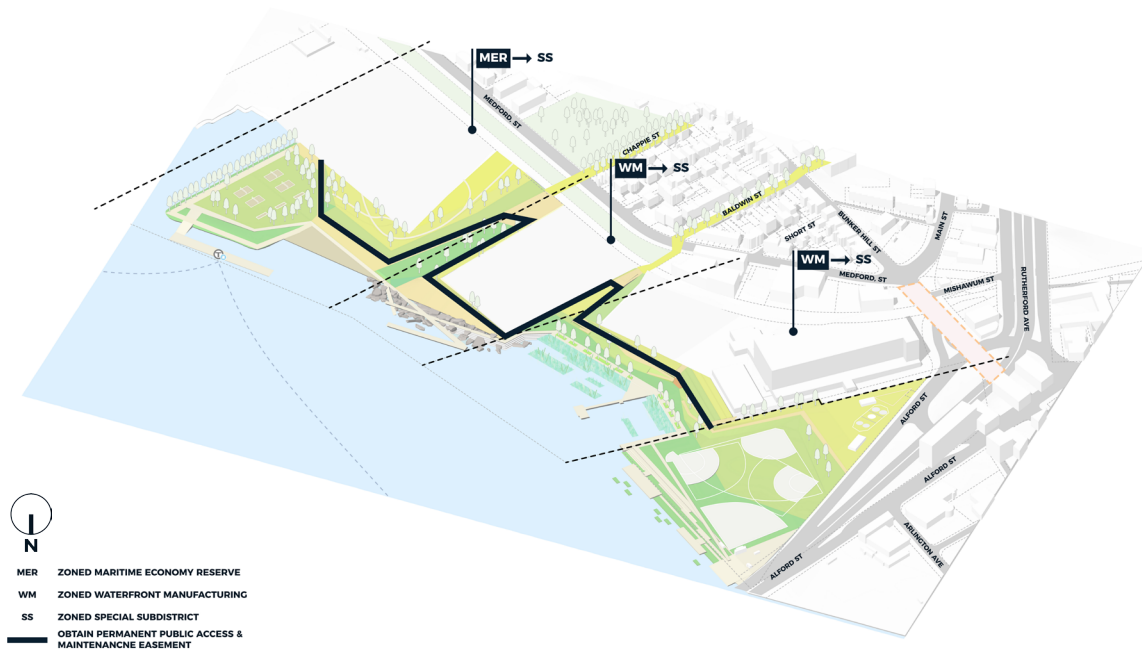 MER → SS
MEDFORD, ST
CHAPPIE ST
WM → SS
BALDWIN ST
SHORT ST
BUNKER HILL ST
MAIN ST
WM → SS
MEDFORD, ST
MISHAWUM ST
RUTHERFORD AVE
T
ALFORD ST
ALFORD ST
ARLINGTON AVE
ALFORD ST
N
MER ZONED MARITIME ECONOMY RESERVE
WM ZONED WATERFRONT MANUFACTURING
SS ZONED SPECIAL SUBDISTRICT
OBTAIN PERMANENT PUBLIC ACCESS &
MAINTENANCNE EASEMENT